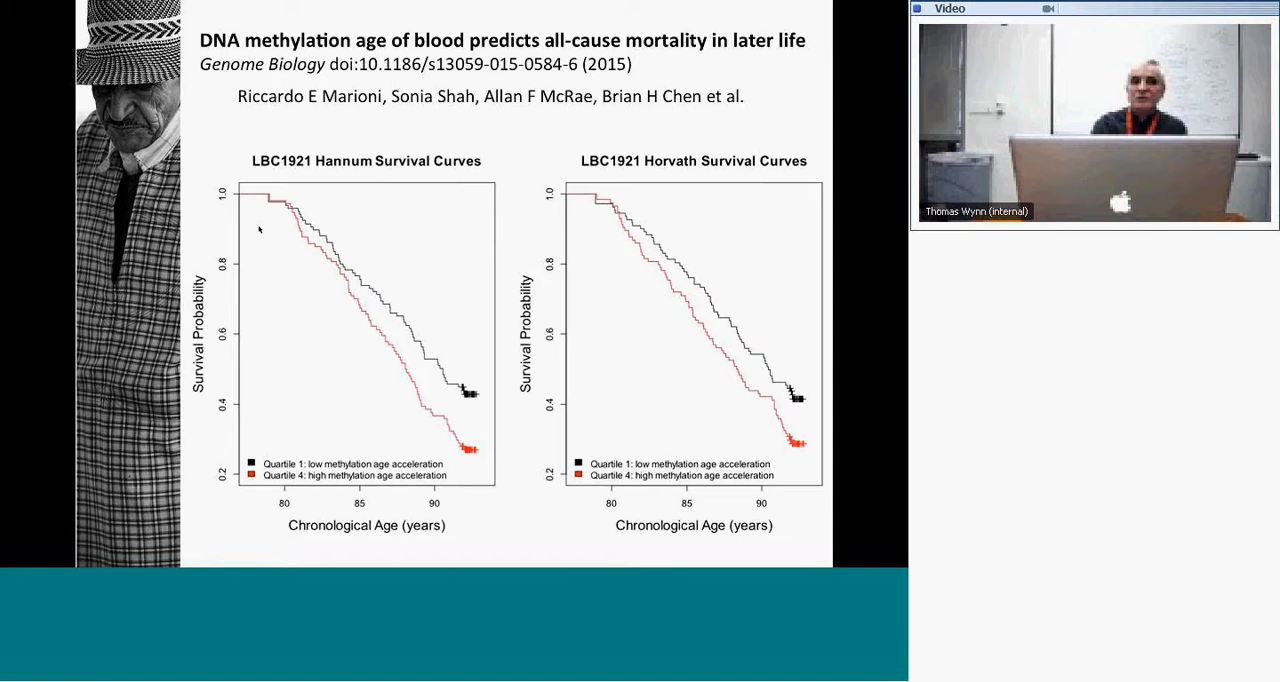 DNA methylation age of blood predicts all-cause mortality in later life
Genome Biology doi:10.1186/s13059-015-0584-6 (2015)
Riccardo E Marioni, Sonia Shah, Allan F McRae, Brian H Chen et al.
LBC1921 Hannum Survival Curves
Survival Probability
1.0
0.8
0.6
0.4
0.2
Quartile 1: low methylation age acceleration
Quartile 4: high methylation age acceleration
80 85 90
Chronological Age (years)
LBC1921 Horvath Survival Curves
Survival Probability
1.0
0.8
0.6
0.4
0.2
Quartile 1: low methylation age acceleration
Quartile 4: high methylation age acceleration
80 85 90
Chronological Age (years)
Video
Thomas Wynn (internal)